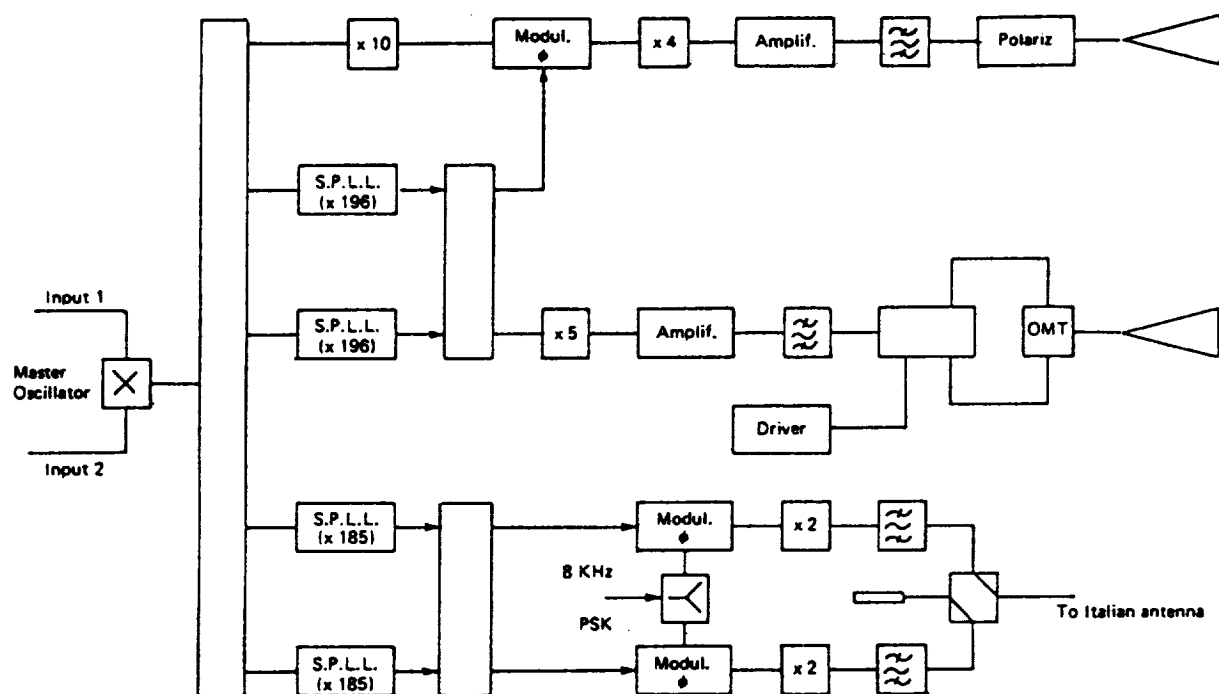 x 10
Modul.
φ
x 4
Amplif.
Polariz
S.P.L.L.
(x 196)
Input 1
S.P.L.L.
(x 196)
x 5
Amplif.
OMT
Master
Oscillator
Driver
Input 2
S.P.L.L.
(x 185)
Modul.
φ
x 2
8 KHz
PSK
To Italian antenna
S.P.L.L.
(x 185)
Modul.
φ
x 2